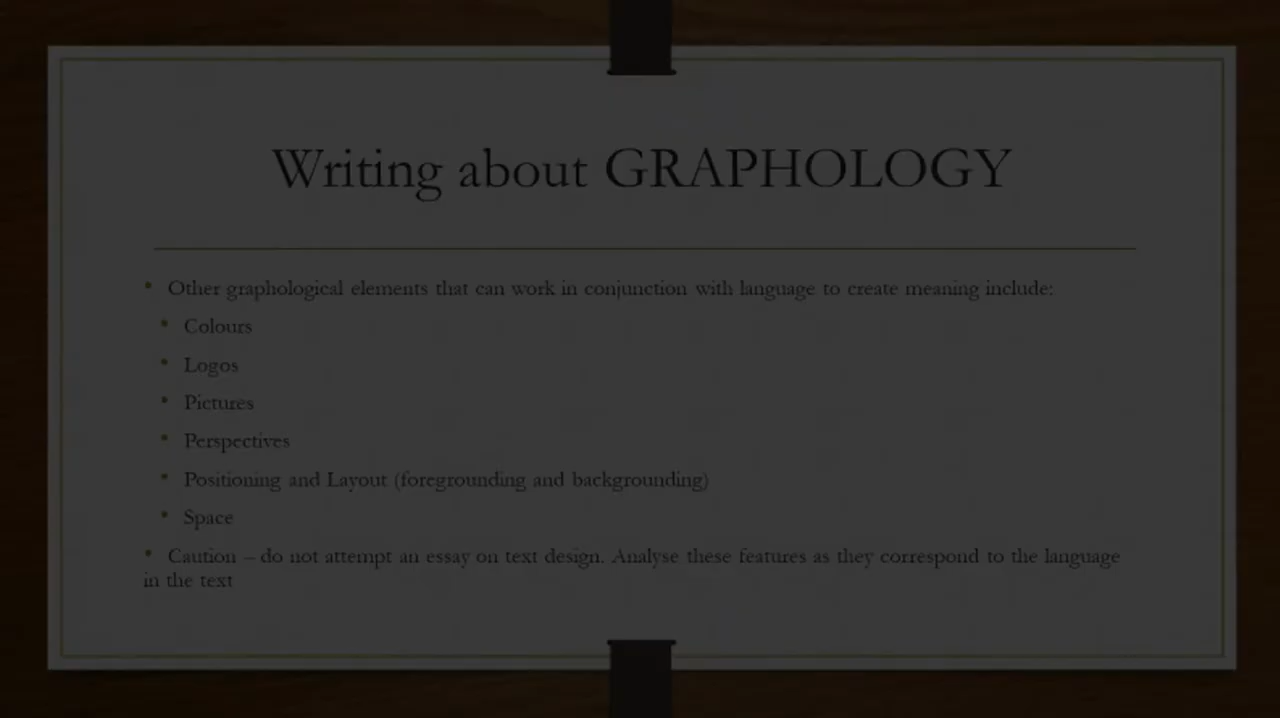 Writing about GRAPHOLOGY
• Other graphological elements that can work in conjunction with language to create meaning include:
• Colours
• Logos
• Pictures
• Perspectives
• Positioning and Layout (foregrounding and backgrounding)
• Space
• Caution – do not attempt an essay on text design. Analyse these features as they correspond to the language
in the text